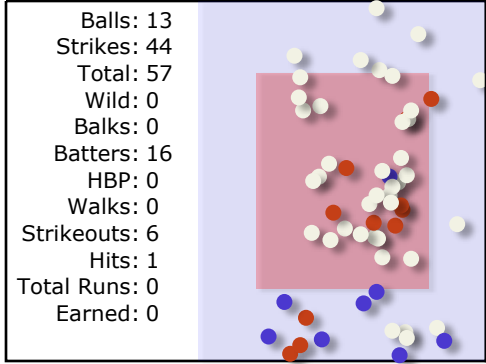 Balls: 13
Strikes: 44
Total: 57
Wild: 0
Balks: 0
Batters: 16
HBP: 0
Walks: 0
Strikeouts: 6
Hits: 1
Total Runs: 0
Earned: 0